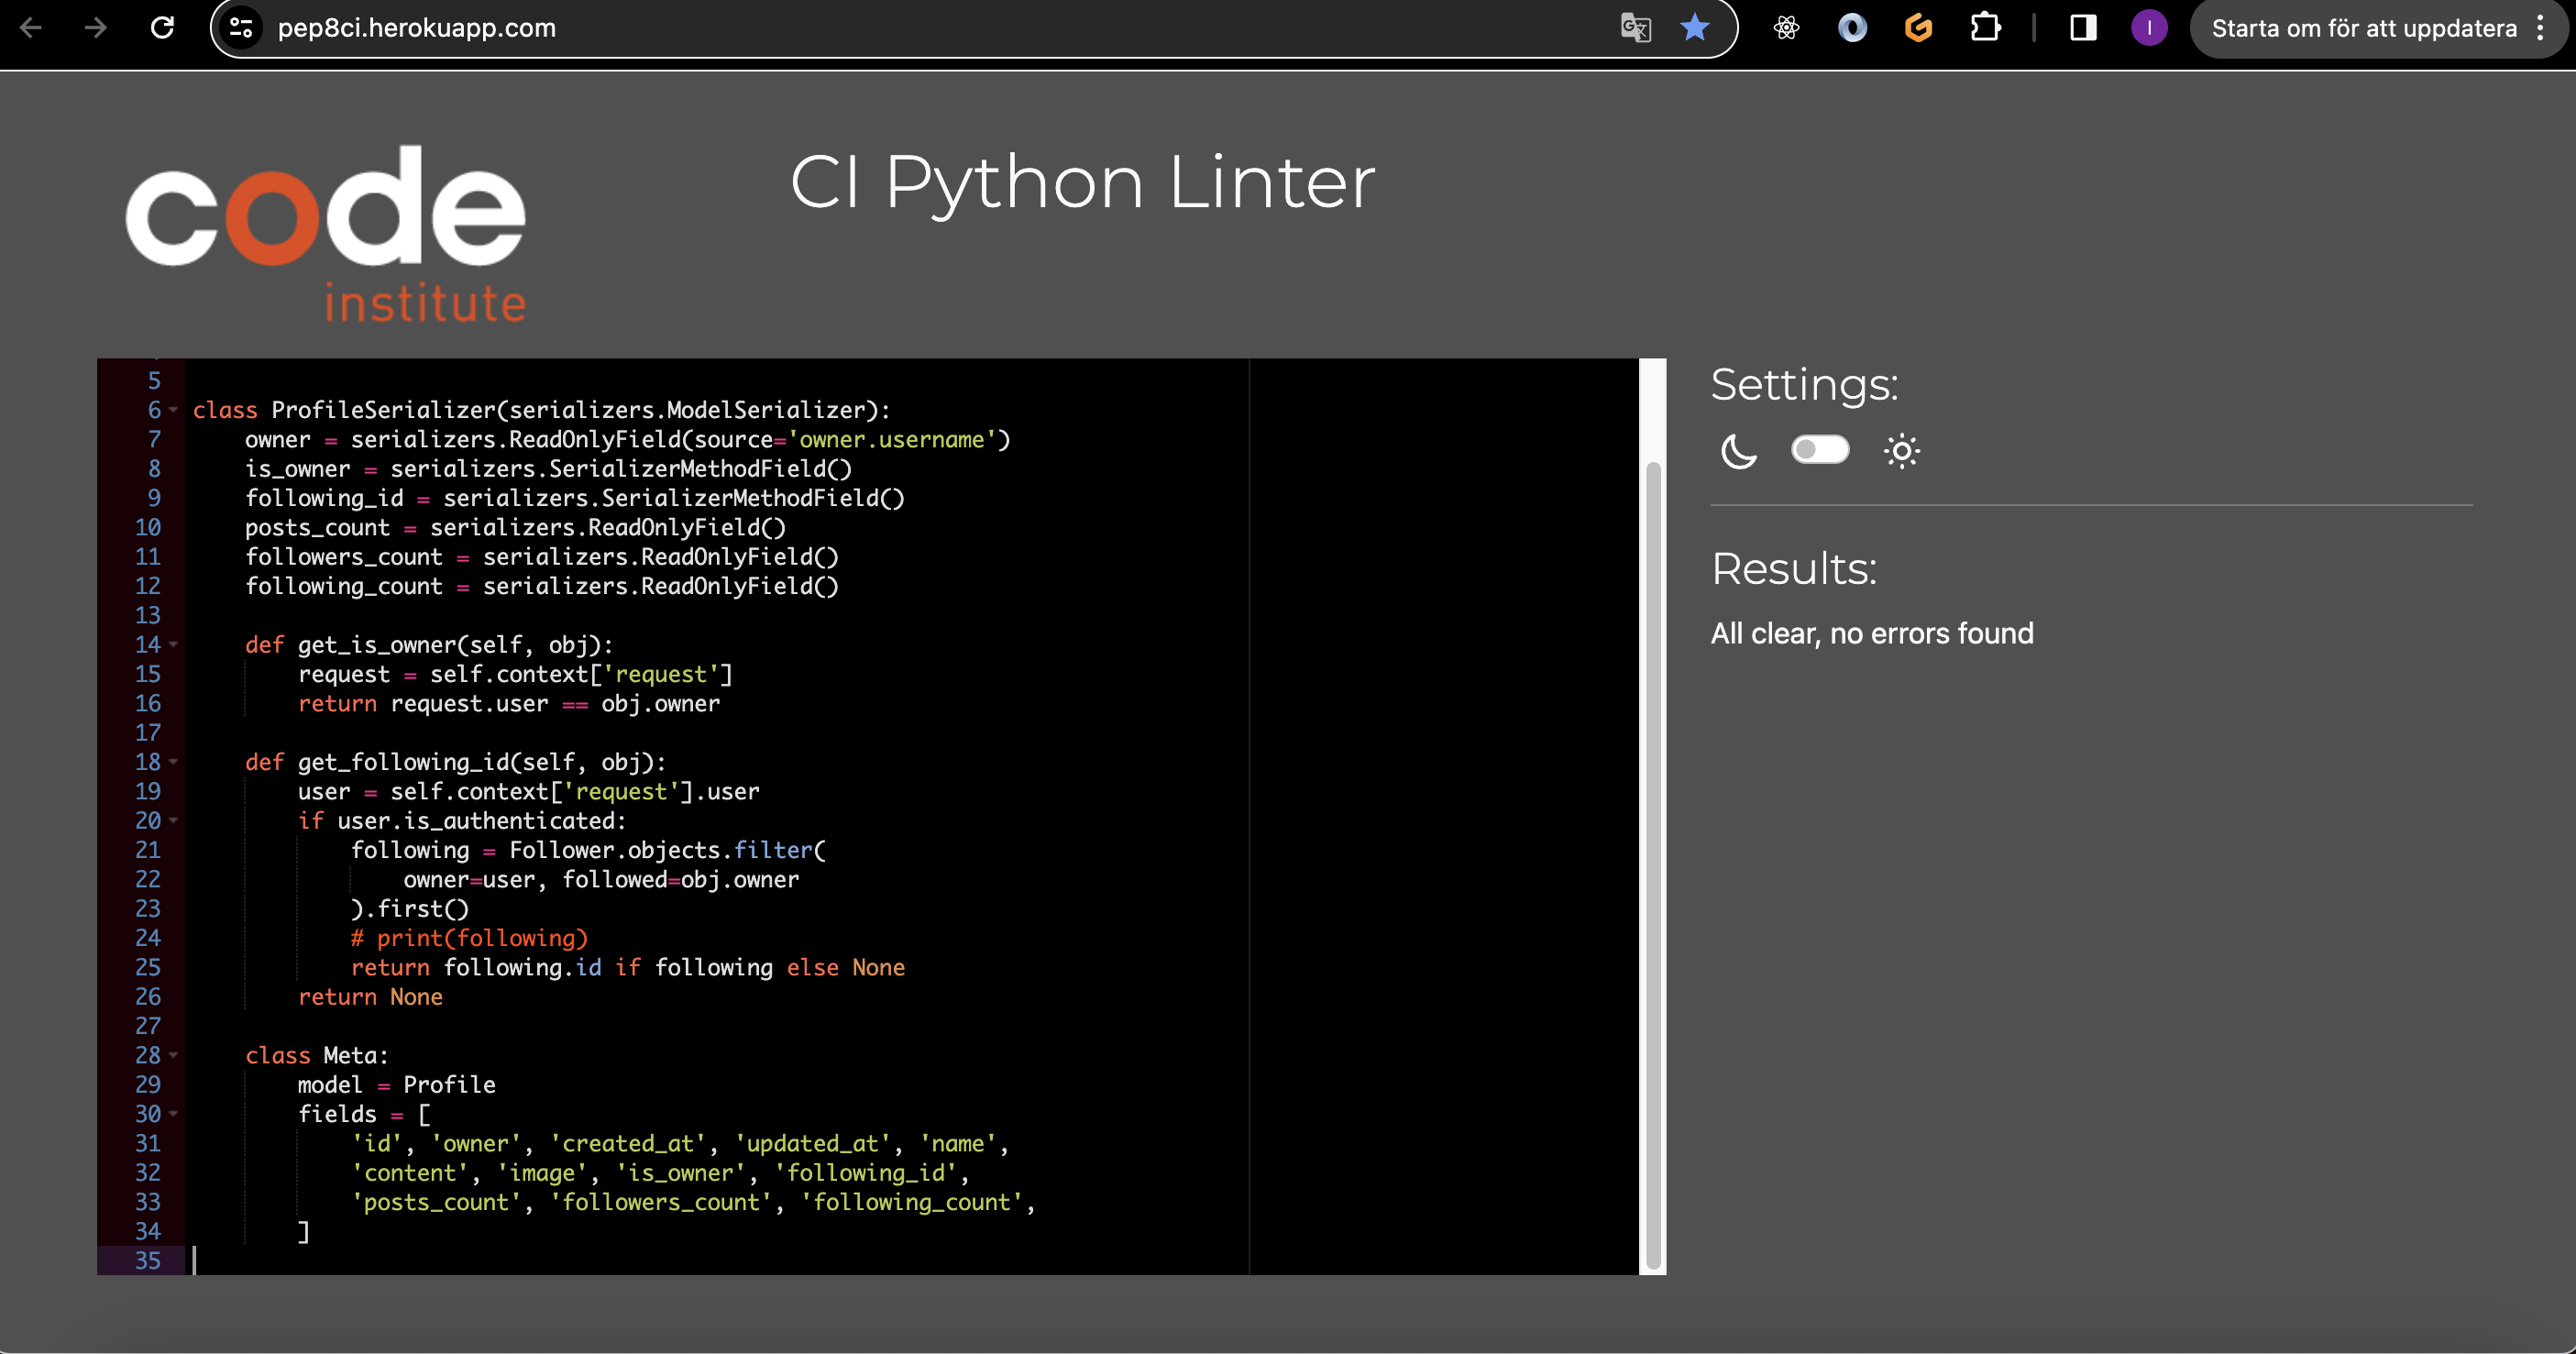 pep8ci.herokuapp.com
I
Starta om för att uppdatera
code
institute
CI Python Linter
5
6 class ProfileSerializer(serializers.ModelSerializer):
7     owner = serializers.ReadOnlyField(source='owner.username')
8     is_owner = serializers.SerializerMethodField()
9     following_id = serializers.SerializerMethodField()
10     posts_count = serializers.ReadOnlyField()
11     followers_count = serializers.ReadOnlyField()
12     following_count = serializers.ReadOnlyField()
13
14     def get_is_owner(self, obj):
15         request = self.context['request']
16         return request.user == obj.owner
17
18     def get_following_id(self, obj):
19         user = self.context['request'].user
20         if user.is_authenticated:
21             following = Follower.objects.filter(
22                 owner=user, followed=obj.owner
23             ).first()
24             # print(following)
25             return following.id if following else None
26         return None
27
28     class Meta:
29         model = Profile
30         fields = [
31             'id', 'owner', 'created_at', 'updated_at', 'name',
32             'content', 'image', 'is_owner', 'following_id',
33             'posts_count', 'followers_count', 'following_count',
34         ]
35
Settings:
Results:
All clear, no errors found